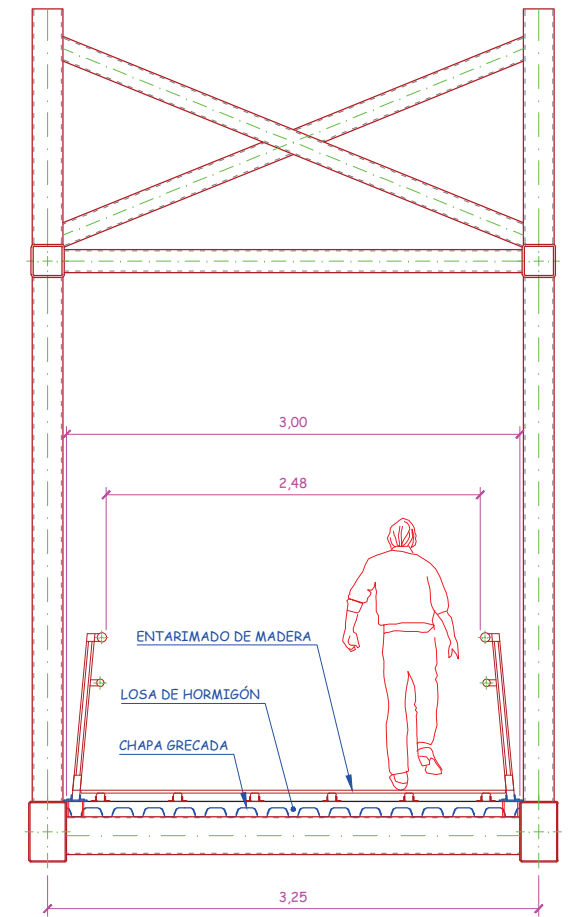 3,00
2,48
ENTARIMADO DE MADERA
LOSA DE HORMIGÓN
CHAPA GRECADA
3,25